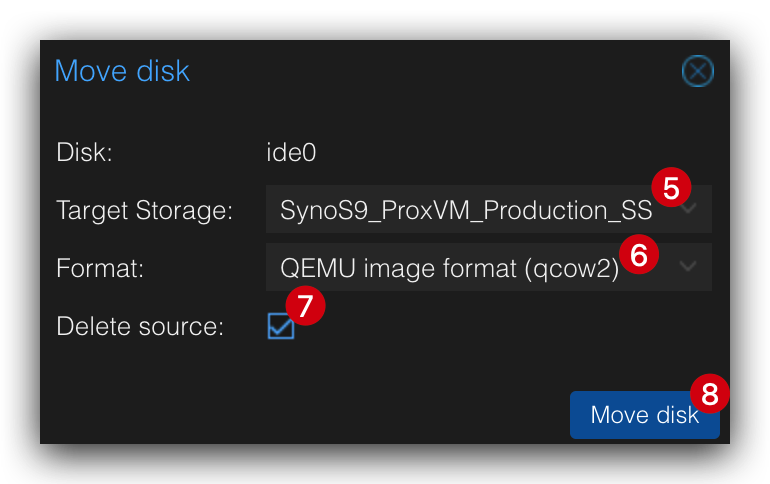 Move disk
Disk: ide0
Target Storage: SynoS9_ProxVM_Production_SS 5
Format: QEMU image format (qcow2) 6
Delete source: 7
Move disk 8